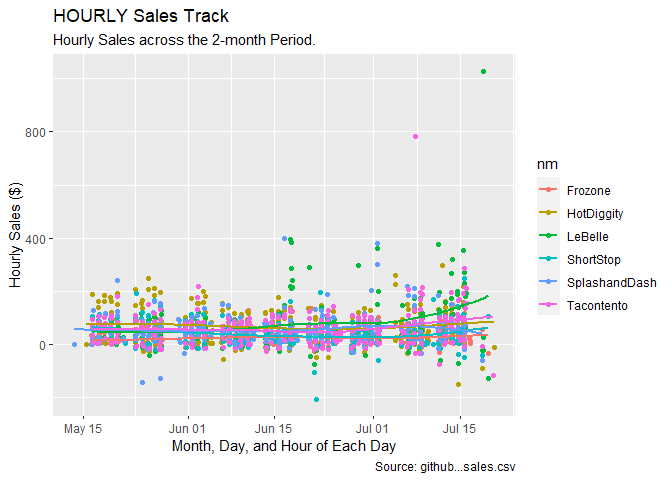 HOURLY Sales Track
Hourly Sales across the 2-month Period.
Hourly Sales ($)
800
400
0
May 15
Jun 01
Jun 15
Jul 01
Jul 15
Month, Day, and Hour of Each Day
nm
Frozone
HotDiggity
LeBelle
ShortStop
SplashandDash
Tacontento
Source: github...sales.csv